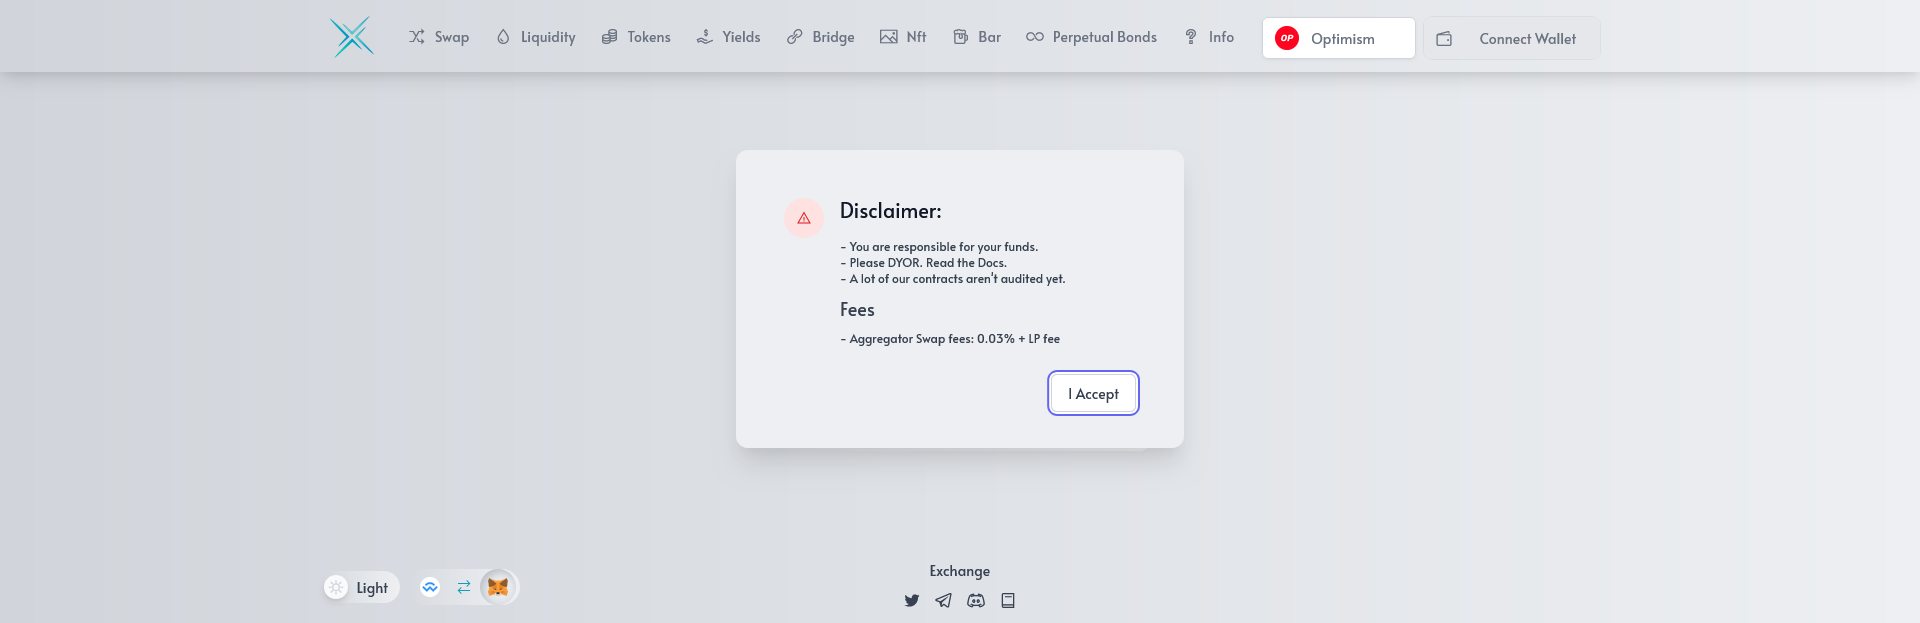 Swap
Liquidity
Tokens
Yields
Bridge
Nft
Bar
Perpetual Bonds
Info
OP
Optimism
Connect Wallet
Disclaimer:
- You are responsible for your funds.
- Please DYOR. Read the Docs.
- A lot of our contracts aren't audited yet.
Fees
- Aggregator Swap fees: 0.03% + LP fee
I Accept
Exchange
Light